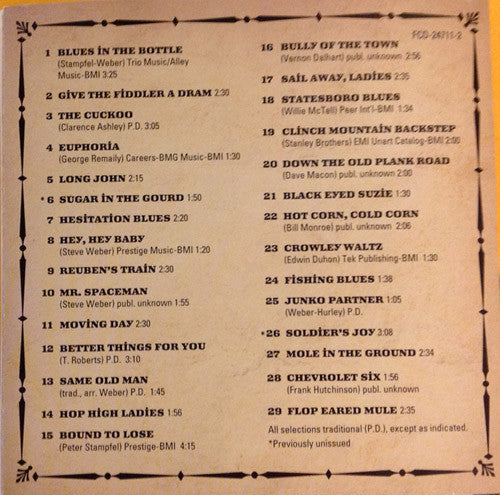 1 BLUES iN THE BOTTLE
(Stampfel-Weber) Trio Music/Alley
Music-BMI 3:25
2 GiVE THE FiDDLER A DRAM 2:30
3 THE CUCKOO
(Clarence Ashley) P.D. 3:05
4 EUPHORiA
(George Remaily) Careers-BMG Music-BMI 1:30
5 LONG JOHN 2:15
*6 SUGAR iN THE GOURD 1:50
7 HESiTATiON BLUES 2:20
8 HEY, HEY BABY
(Steve Weber) Prestige Music-BMI 1:20
9 REUBEN'S TRAiN 2:30
10 MR. SPACEMAN
(Steve Weber) publ. unknown 1:55
11 MOViNG DAY 2:30
12 BETTER THiNGS FOR YOU
(T. Roberts) P.D. 3:10
13 SAME OLD MAN
(trad., arr. Weber) P.D. 1:45
14 HOP HiGH LADiES 1:56
15 BOUND TO LOSE
(Peter Stampfel) Prestige-BMI 4:15
FCD-24711-2
16 BULLY OF THE TOWN
(Vernon Dalhart) publ. unknown 2:56
17 SAiL AWAY, LADiES 2:35
18 STATESBORO BLUES
(Willie McTell) Peer Int'l-BMI 1:34
19 CLiNCH MOUNTAiN BACKSTEP
(Stanley Brothers) EMI Unart Catalog-BMI 2:00
20 DOWN THE OLD PLANK ROAD
(Dave Macon) publ. unknown 2:00
21 BLACK EYED SUZiE 1:30
22 HOT CORN, COLD CORN
(Bill Monroe) publ. unknown 2:06
23 CROWLEY WALTZ
(Edwin Duhon) Tek Publishing-BMI 1:30
24 FiSHiNG BLUES 1:38
25 JUNKO PARTNER 1:05
(Weber-Hurley) P.D.
*26 SOLDiER'S JOY 3:08
27 MOLE iN THE GROUND 2:34
28 CHEVROLET SiX 1:56
(Frank Hutchinson) publ. unknown
29 FLOP EARED MULE 2:35
All selections traditional (P.D.), except as indicated.
*Previously unissued